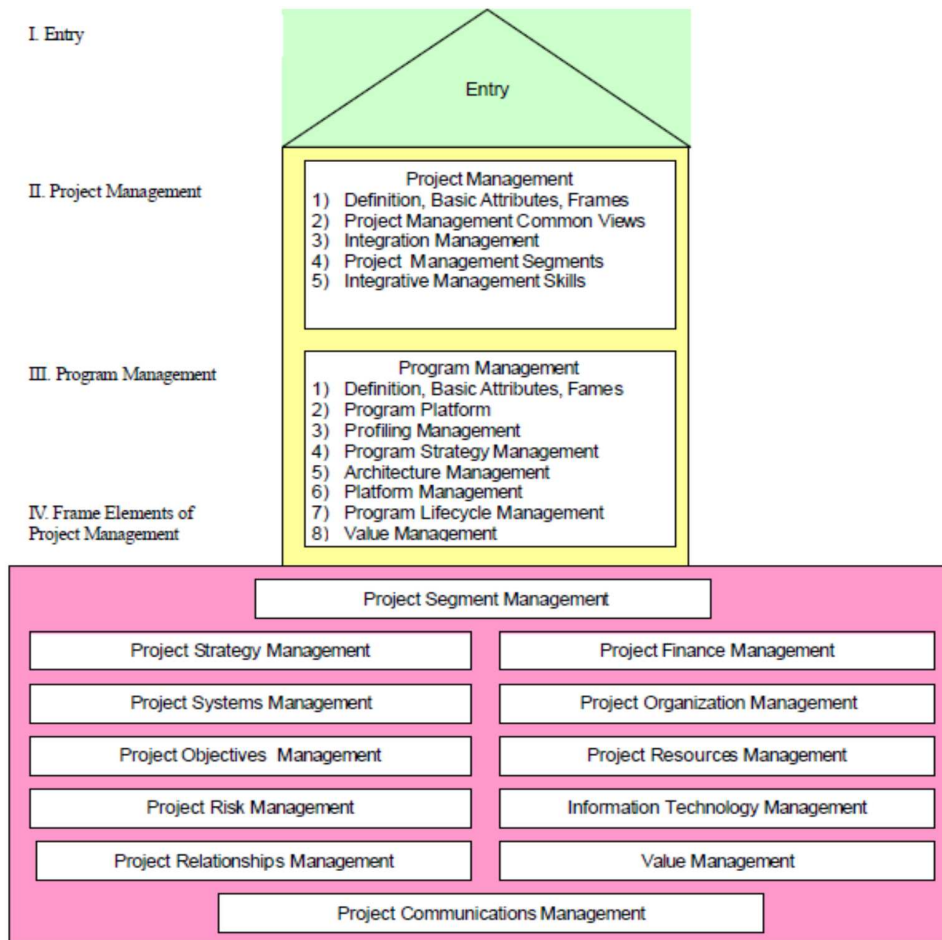 I. Entry
Entry
II. Project Management
Project Management
1) Definition, Basic Attributes, Frames
2) Project Management Common Views
3) Integration Management
4) Project Management Segments
5) Integrative Management Skills
III. Program Management
Program Management
1) Definition, Basic Attributes, Fames
2) Program Platform
3) Profiling Management
4) Program Strategy Management
5) Architecture Management
6) Platform Management
7) Program Lifecycle Management
8) Value Management
IV. Frame Elements of
Project Management
Project Segment Management
Project Strategy Management
Project Finance Management
Project Systems Management
Project Organization Management
Project Objectives Management
Project Resources Management
Project Risk Management
Information Technology Management
Project Relationships Management
Value Management
Project Communications Management